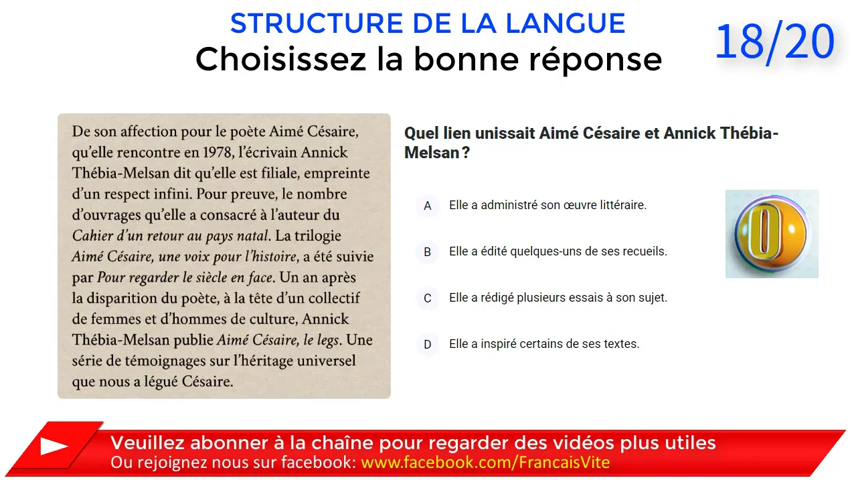 STRUCTURE DE LA LANGUE
Choisissez la bonne réponse
18/20
De son affection pour le poète Aimé Césaire,
qu'elle rencontre en 1978, l'écrivain Annick
Thébia-Melsan dit qu'elle est filiale, empreinte
d'un respect infini. Pour preuve, le nombre
d'ouvrages qu'elle a consacré à l'auteur du
Cahier d'un retour au pays natal. La trilogie
Aimé Césaire, une voix pour l'histoire, a été suivie
par Pour regarder le siècle en face. Un an après
la disparition du poète, à la tête d'un collectif
de femmes et d'hommes de culture, Annick
Thébia-Melsan publie Aimé Césaire, le legs. Une
série de témoignages sur l'héritage universel
que nous a légué Césaire.
Quel lien unissait Aimé Césaire et Annick Thébia-
Melsan ?
A Elle a administré son œuvre littéraire.
B Elle a édité quelques-uns de ses recueils.
C Elle a rédigé plusieurs essais à son sujet.
D Elle a inspiré certains de ses textes.
0
Veuillez abonner à la chaîne pour regarder des vidéos plus utiles
Ou rejoignez nous sur facebook: www.facebook.com/FrancaisVite